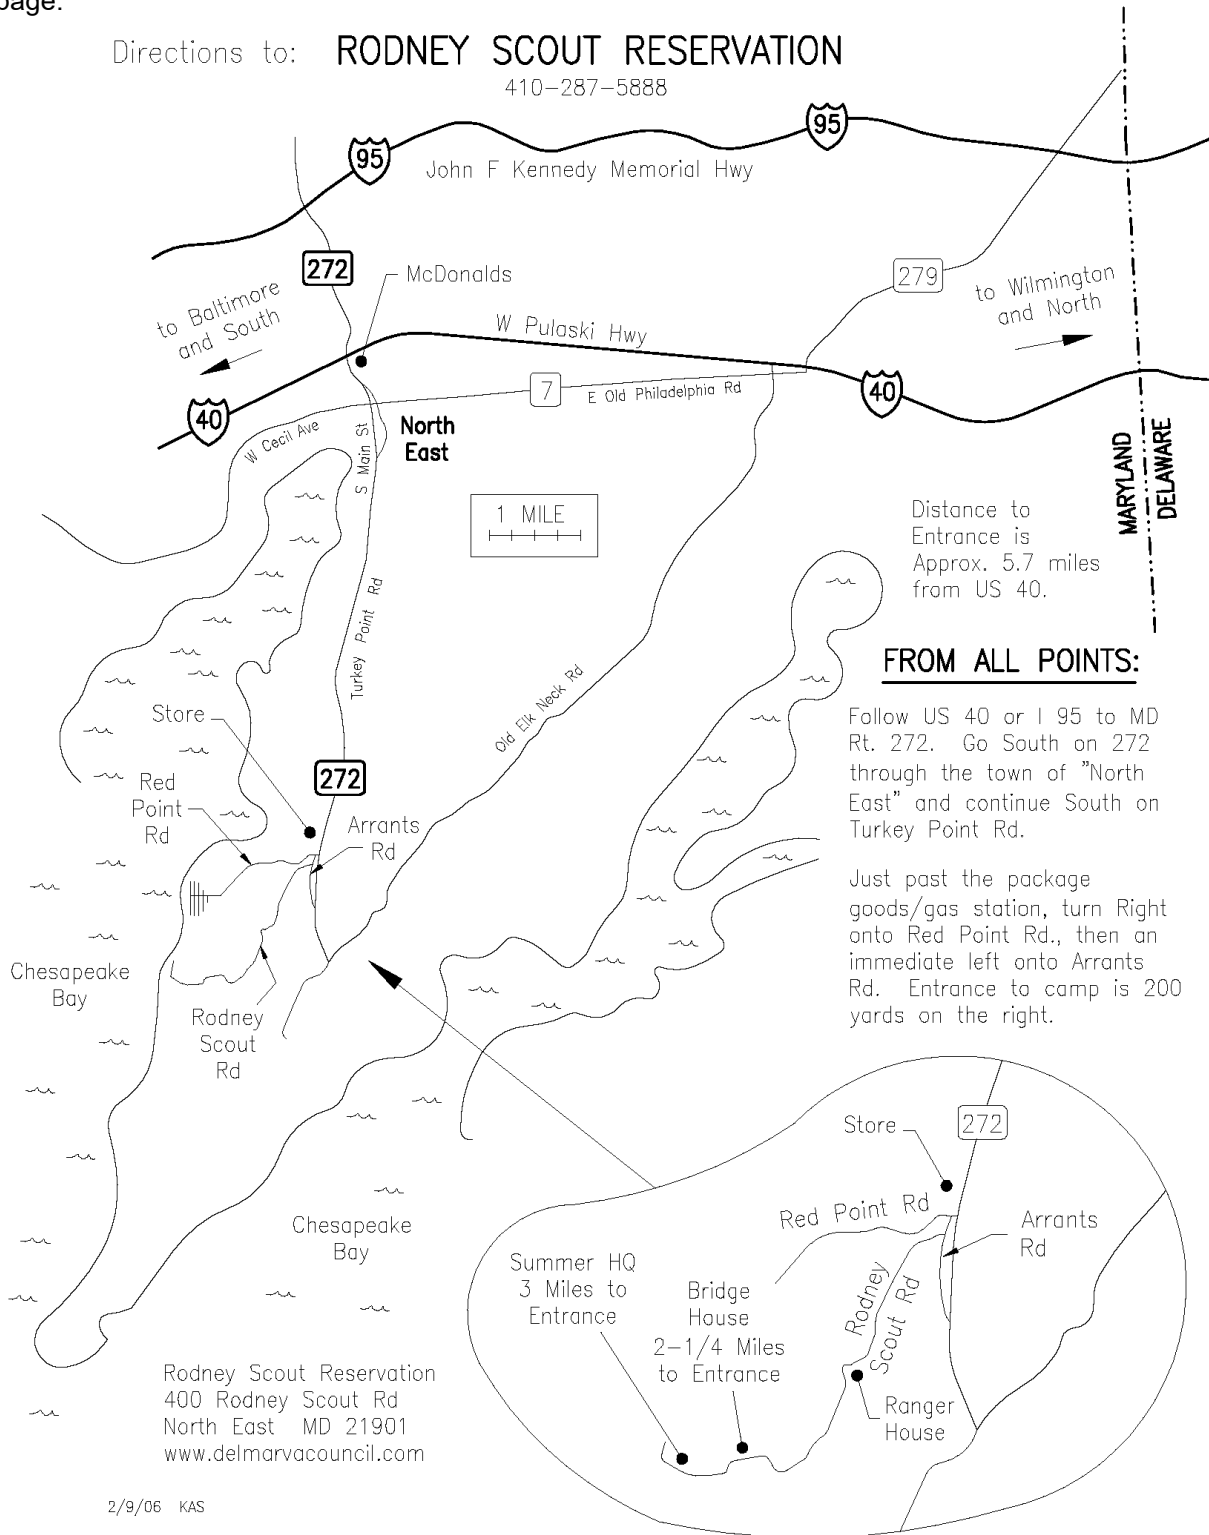 page.
Directions to: RODNEY SCOUT RESERVATION
410-287-5888
95
95
John F Kennedy Memorial Hwy
272
McDonalds
279
to Baltimore
and South
to Wilmington
and North
W Pulaski Hwy
40
7
E Old Philadelphia Rd
40
W Cecil Ave
S Main St
North
East
MARYLAND
DELAWARE
1 MILE
Distance to
Entrance is
Approx. 5.7 miles
from US 40.
Turkey Point Rd
Old Elk Neck Rd
FROM ALL POINTS:
Follow US 40 or I 95 to MD
Rt. 272. Go South on 272
through the town of "North
East" and continue South on
Turkey Point Rd.
Just past the package
goods/gas station, turn Right
onto Red Point Rd., then an
immediate left onto Arrants
Rd. Entrance to camp is 200
yards on the right.
Store
272
Red
Point
Rd
Arrants
Rd
Chesapeake
Bay
Rodney
Scout
Rd
Chesapeake
Bay
Store
272
Red Point Rd
Arrants
Rd
Summer HQ
3 Miles to
Entrance
Bridge
House
2-1/4 Miles
to Entrance
Rodney
Scout Rd
Ranger
House
Rodney Scout Reservation
400 Rodney Scout Rd
North East MD 21901
www.delmarvacouncil.com
2/9/06 KAS